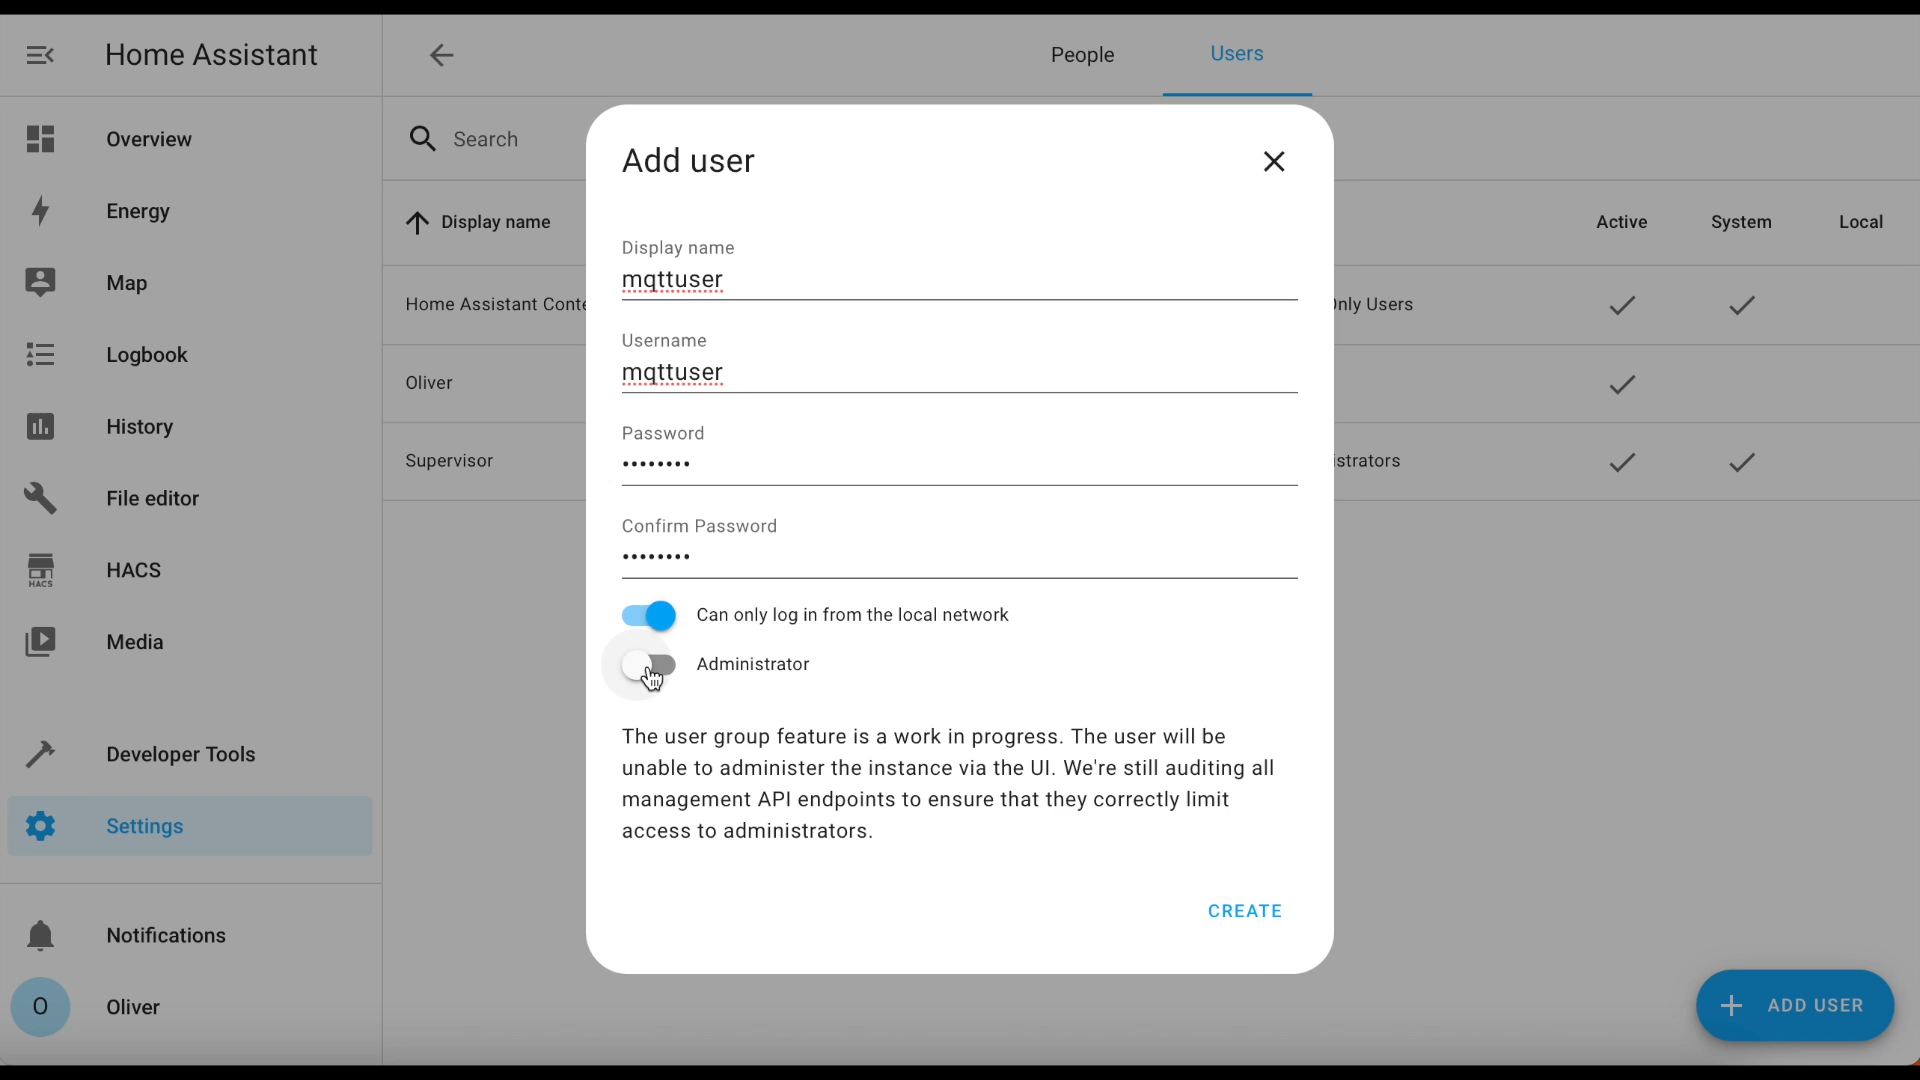 Home Assistant
People
Users
Overview
Energy
Map
Logbook
History
File editor
HACS
HACS
Media
Developer Tools
Settings
Notifications
O
Oliver
Search
Display name
Active
System
Local
Home Assistant Conte
Only Users
Oliver
Supervisor
istrators
Add user
Display name
mqttuser
Username
mqttuser
Password
••••••••
Confirm Password
••••••••
Can only log in from the local network
Administrator
The user group feature is a work in progress. The user will be
unable to administer the instance via the UI. We're still auditing all
management API endpoints to ensure that they correctly limit
access to administrators.
CREATE
ADD USER